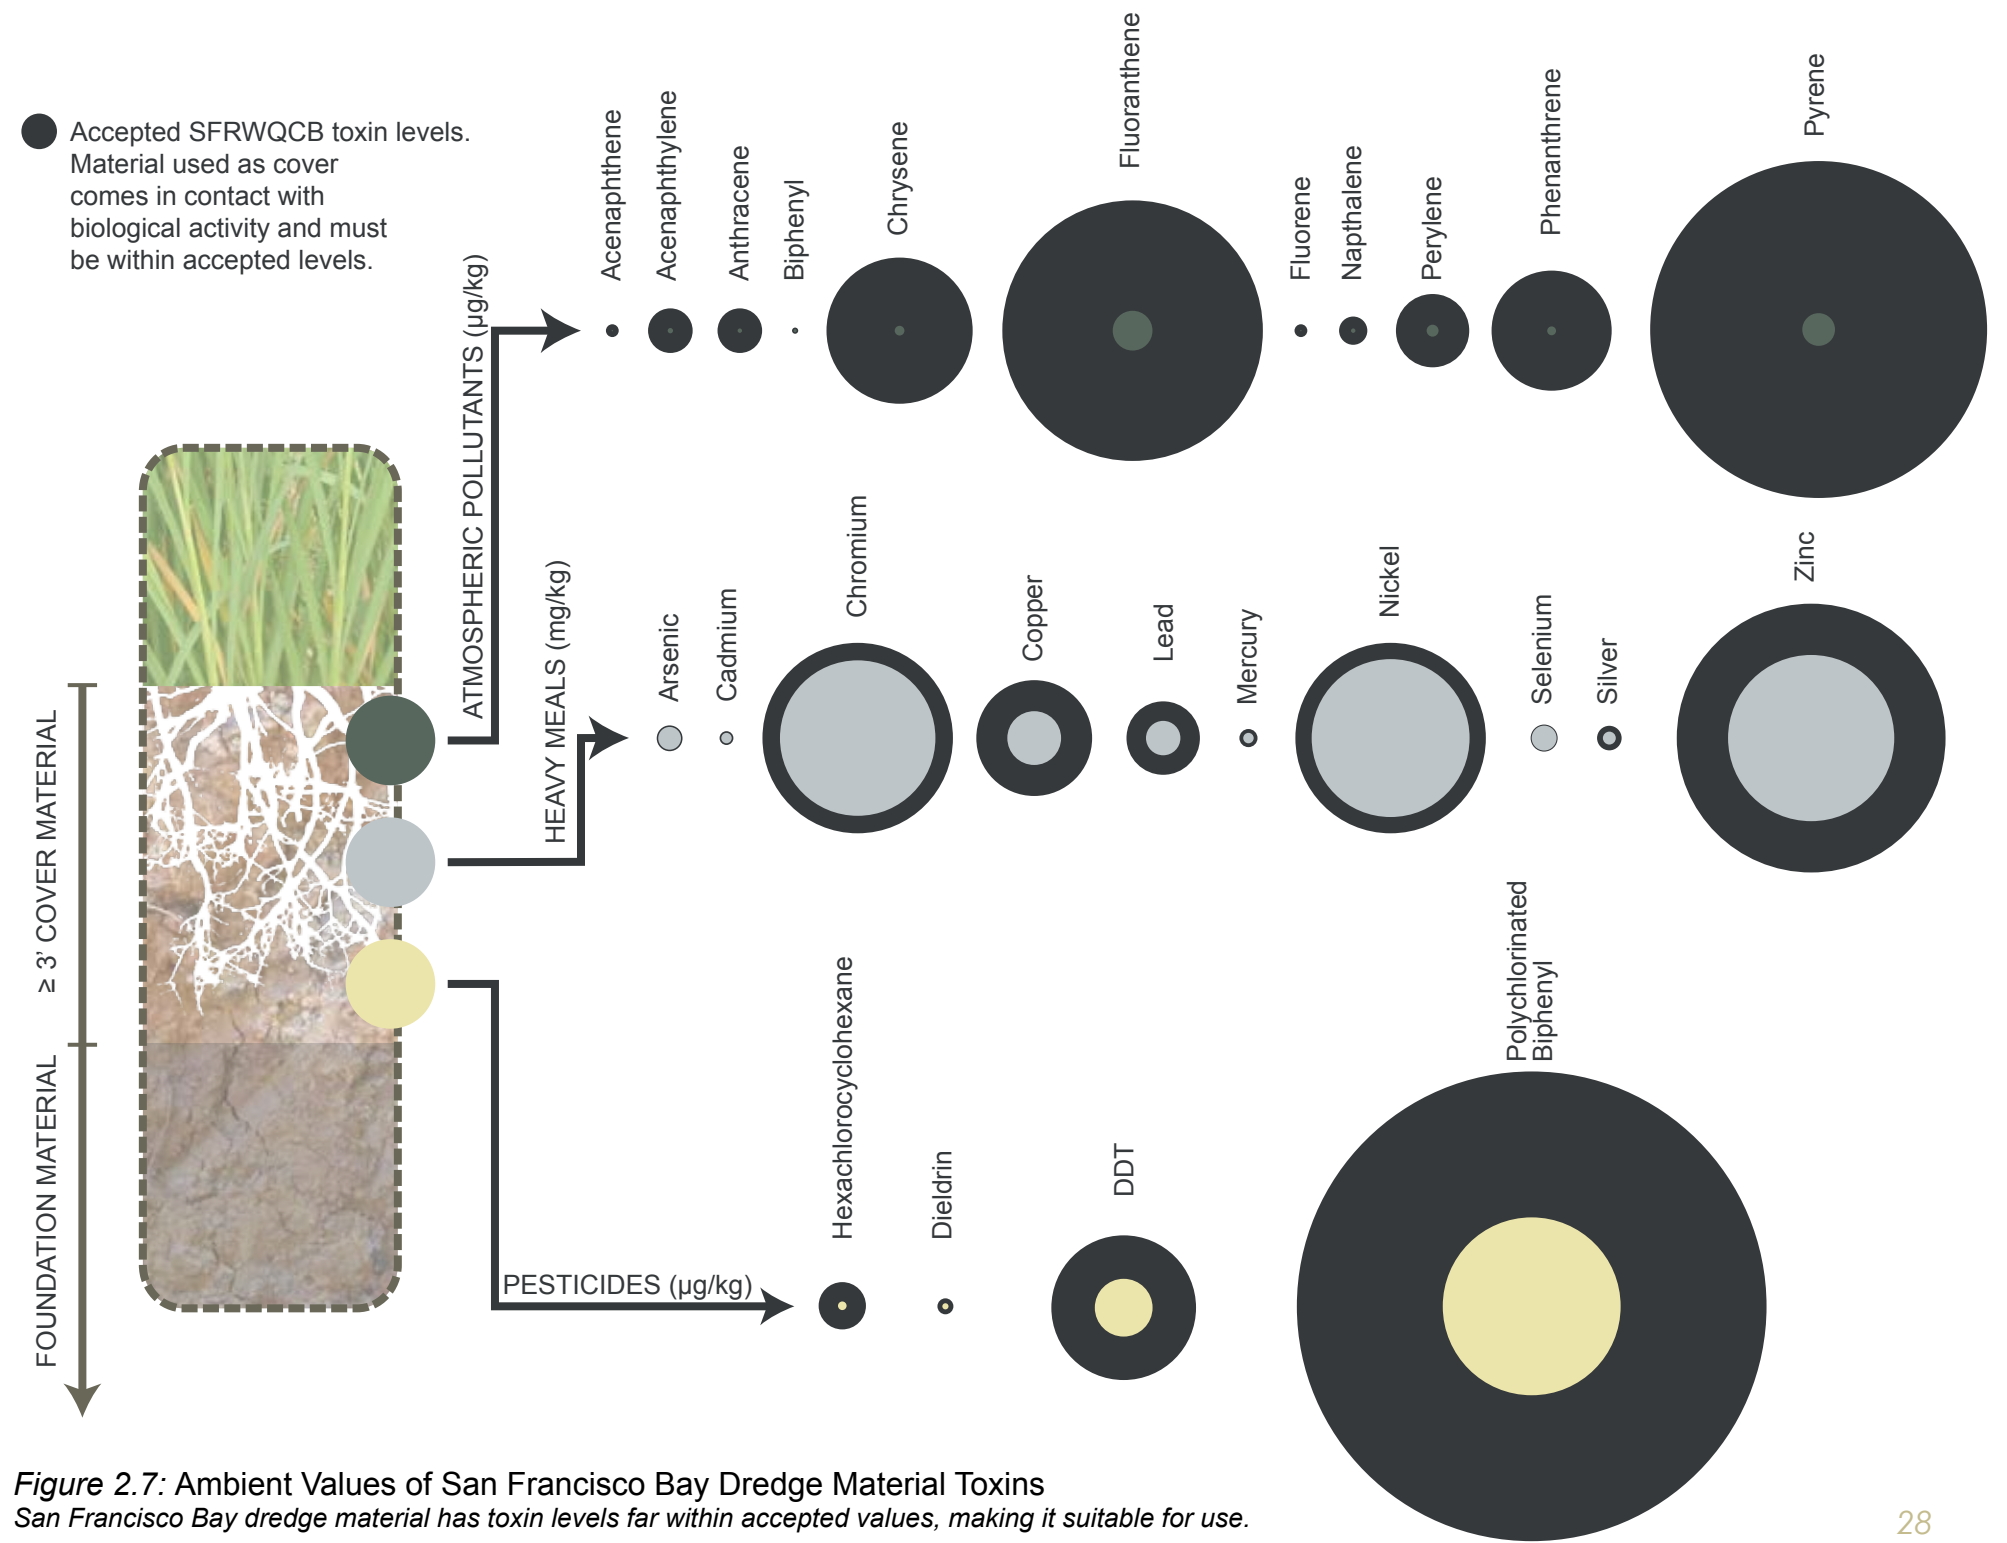 Accepted SFRWQCB toxin levels.
Material used as cover
comes in contact with
biological activity and must
be within accepted levels.
ATMOSPHERIC POLLUTANTS (µg/kg)
Acenaphthene
Acenaphthylene
Anthracene
Biphenyl
Chrysene
Fluoranthene
Fluorene
Napthalene
Perylene
Phenanthrene
Pyrene
HEAVY MEALS (mg/kg)
Arsenic
Cadmium
Chromium
Copper
Lead
Mercury
Nickel
Selenium
Silver
Zinc
≥ 3’ COVER MATERIAL
FOUNDATION MATERIAL
PESTICIDES (µg/kg)
Hexachlorocyclohexane
Dieldrin
DDT
Polychlorinated
Biphenyl
Figure 2.7: Ambient Values of San Francisco Bay Dredge Material Toxins
San Francisco Bay dredge material has toxin levels far within accepted values, making it suitable for use.
28